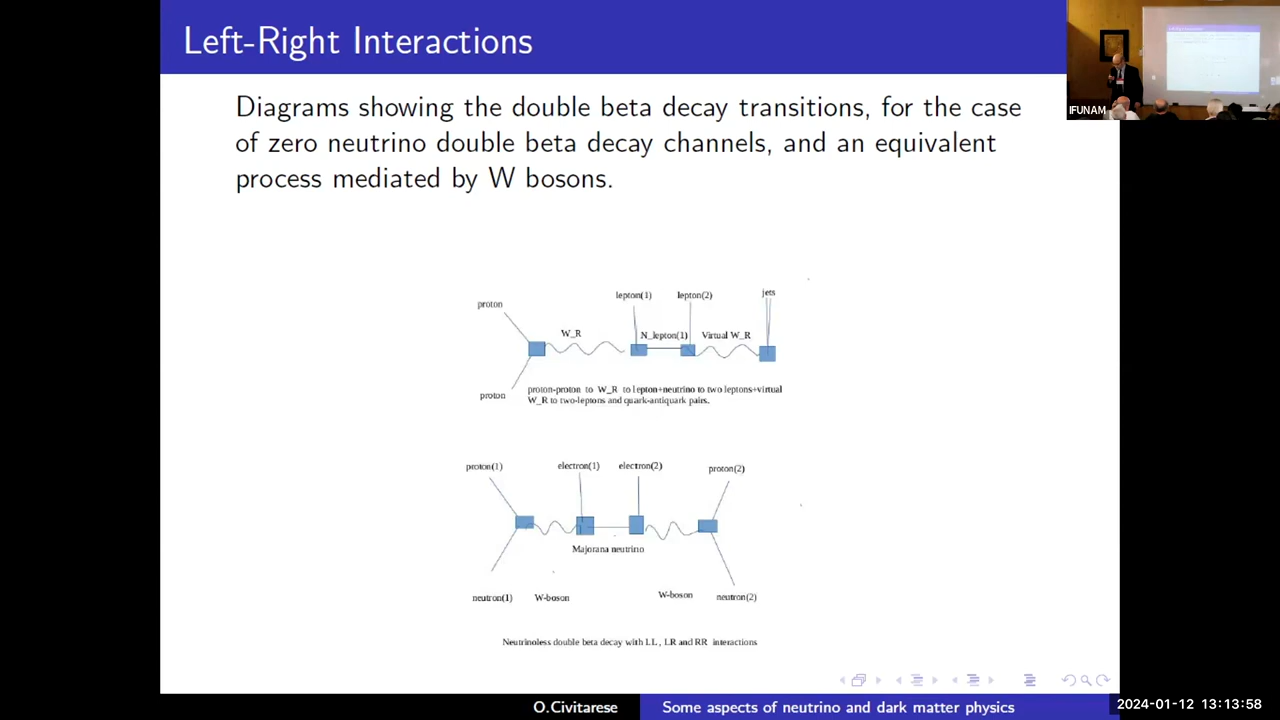 Left-Right Interactions
IFUNAM
Diagrams showing the double beta decay transitions, for the case
of zero neutrino double beta decay channels, and an equivalent
process mediated by W bosons.
proton
lepton(1)
lepton(2)
jets
W_R
N_lepton(1)
Virtual W_R
proton
proton-proton to W_R to lepton+neutrino to two leptons+virtual
W_R to two-leptons and quark-antiquark pairs.
proton(1)
electron(1)
electron(2)
proton(2)
Majorana neutrino
neutron(1)
W-boson
W-boson
neutron(2)
Neutrinoless double beta decay with LL , LR and RR interactions
O.Civitarese
Some aspects of neutrino and dark matter physics
2024-01-12 13:13:58